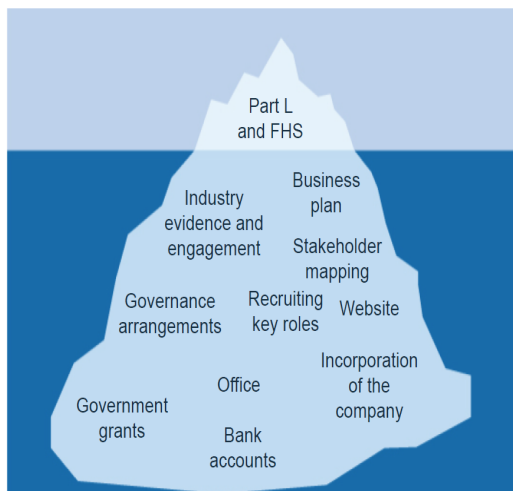 Part L
and FHS
Business
plan
Industry
evidence and
engagement
Stakeholder
mapping
Governance
arrangements
Recruiting
key roles
Website
Incorporation
of the
company
Office
Government
grants
Bank
accounts